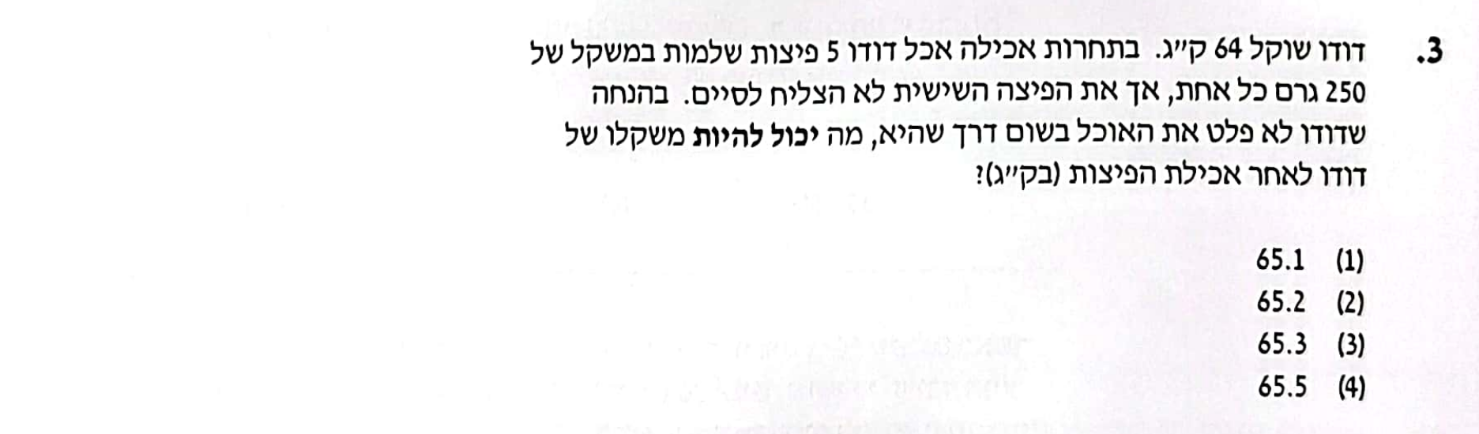 3. דודו שוקל 64 ק״ג. בתחרות אכילה אכל דודו 5 פיצות שלמות במשקל של
250 גרם כל אחת, אך את הפיצה השישית לא הצליח לסיים. בהנחה
שדודו לא פלט את האוכל בשום דרך שהיא, מה יכול להיות משקלו של
דודו לאחר אכילת הפיצות (בק״ג)?
(1) 65.1
(2) 65.2
(3) 65.3
(4) 65.5